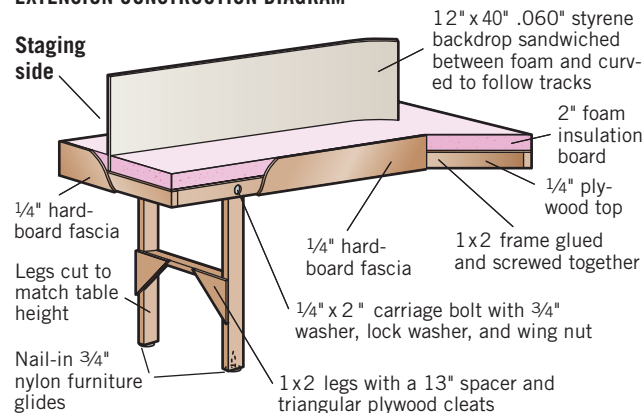 EXTENSION CONSTRUCTION DIAGRAM
Staging
side
12" x 40" .060" styrene
backdrop sandwiched
between foam and curv-
ed to follow tracks
2" foam
insulation
board
1/4" ply-
wood top
1x2 frame glued
and screwed together
1/4" hard-
board fascia
1/4" hard-
board fascia
Legs cut to
match table
height
1/4" x 2" carriage bolt with 3/4"
washer, lock washer, and wing nut
Nail-in 3/4"
nylon furniture
glides
1x2 legs with a 13" spacer and
triangular plywood cleats